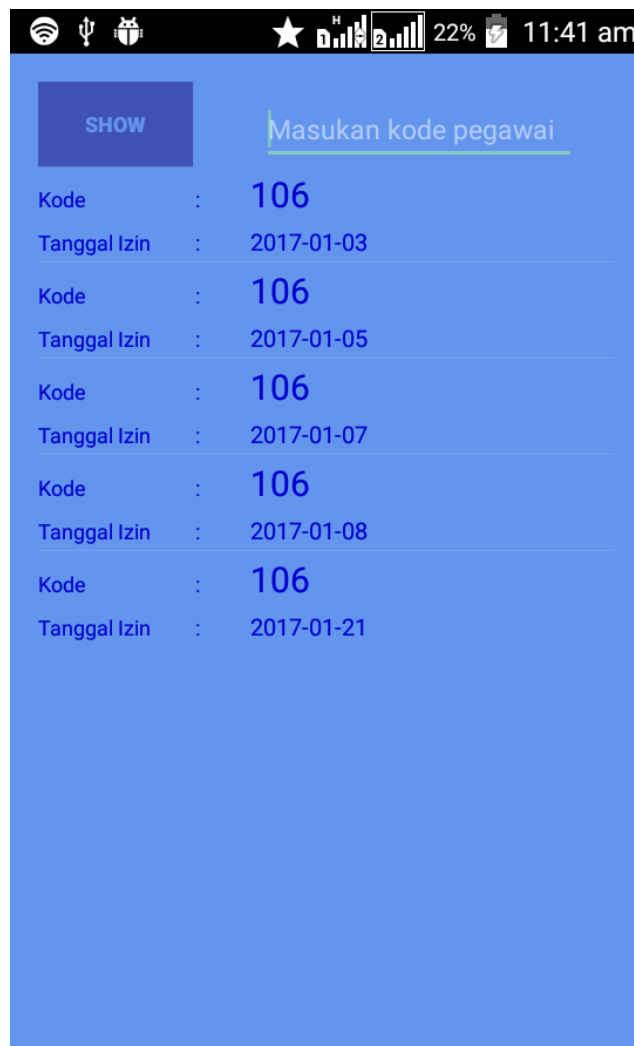 H 1 2 22% 11:41 am
SHOW Masukan kode pegawai
Kode : 106
Tanggal Izin : 2017-01-03
Kode : 106
Tanggal Izin : 2017-01-05
Kode : 106
Tanggal Izin : 2017-01-07
Kode : 106
Tanggal Izin : 2017-01-08
Kode : 106
Tanggal Izin : 2017-01-21